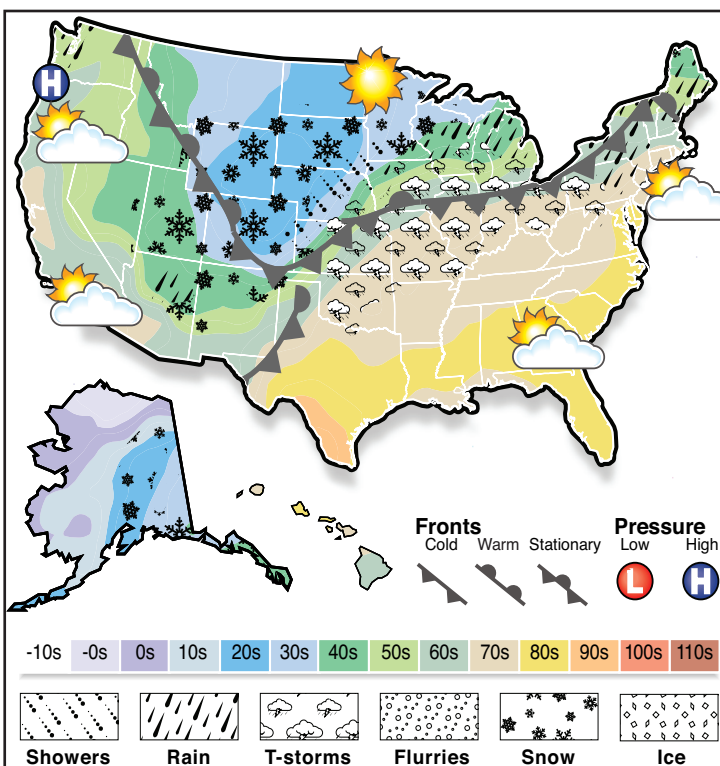 H
Fronts
Pressure
Cold Warm Stationary
Low High
L H
-10s -0s 0s 10s 20s 30s 40s 50s 60s 70s 80s 90s 100s 110s
Showers Rain T-storms Flurries Snow Ice